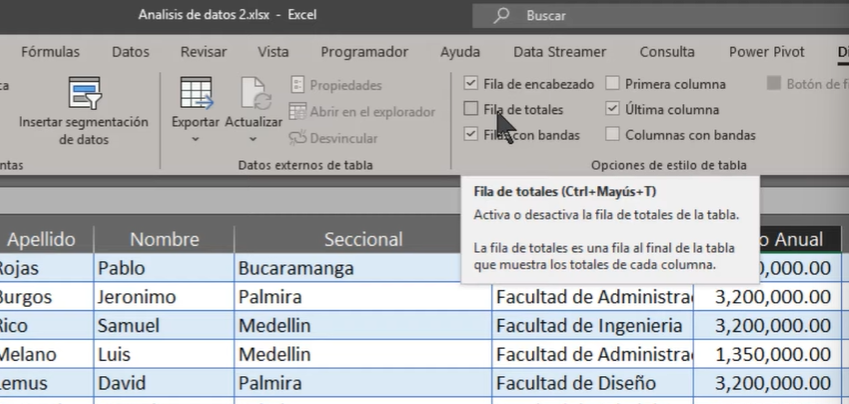 Analisis de datos 2.xlsx - Excel
Buscar
Fórmulas Datos Revisar Vista Programador Ayuda Data Streamer Consulta Power Pivot
Insertar segmentación
de datos
Exportar
Actualizar
Propiedades
Abrir en el explorador
Desvincular
Datos externos de tabla
Fila de encabezado
Fila de totales
con bandas
Primera columna
Última columna
Columnas con bandas
Botón de
Opciones de estilo de tabla
Fila de totales (Ctrl+Mayús+T)
Activa o desactiva la fila de totales de la tabla.
La fila de totales es una fila al final de la tabla
que muestra los totales de cada columna.
Apellido Nombre Seccional Anual
Rojas Pablo Bucaramanga 0,000.00
Burgos Jeronimo Palmira Facultad de Administra 3,200,000.00
Rico Samuel Medellin Facultad de Ingenieria 3,200,000.00
Melano Luis Medellin Facultad de Administra 1,350,000.00
Lemus David Palmira Facultad de Diseño 3,200,000.00